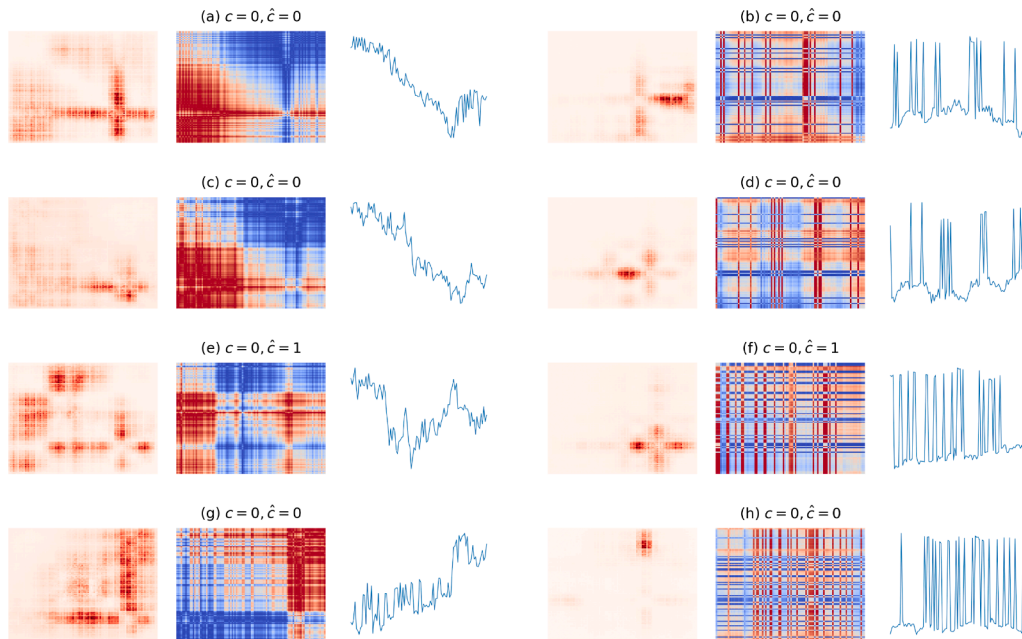 (a) c = 0, ĉ = 0
(b) c = 0, ĉ = 0
(c) c = 0, ĉ = 0
(d) c = 0, ĉ = 0
(e) c = 0, ĉ = 1
(f) c = 0, ĉ = 1
(g) c = 0, ĉ = 0
(h) c = 0, ĉ = 0